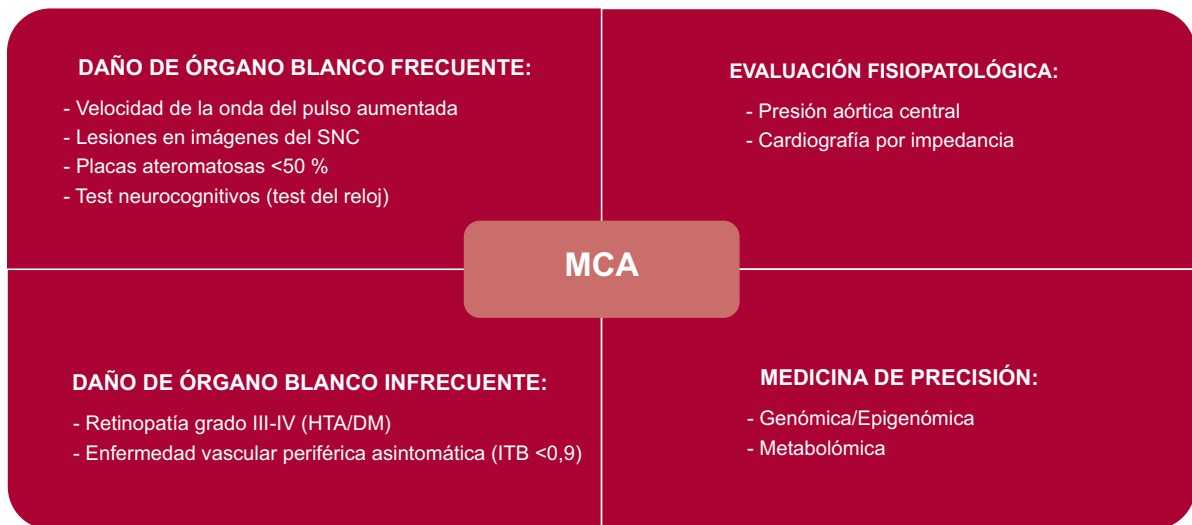 DAÑO DE ÓRGANO BLANCO FRECUENTE:
- Velocidad de la onda del pulso aumentada
- Lesiones en imágenes del SNC
- Placas ateromatosas <50 %
- Test neurocognitivos (test del reloj)
EVALUACIÓN FISIOPATOLÓGICA:
- Presión aórtica central
- Cardiografía por impedancia
MCA
DAÑO DE ÓRGANO BLANCO INFRECUENTE:
- Retinopatía grado III-IV (HTA/DM)
- Enfermedad vascular periférica asintomática (ITB <0,9)
MEDICINA DE PRECISIÓN:
- Genómica/Epigenómica
- Metabolómica